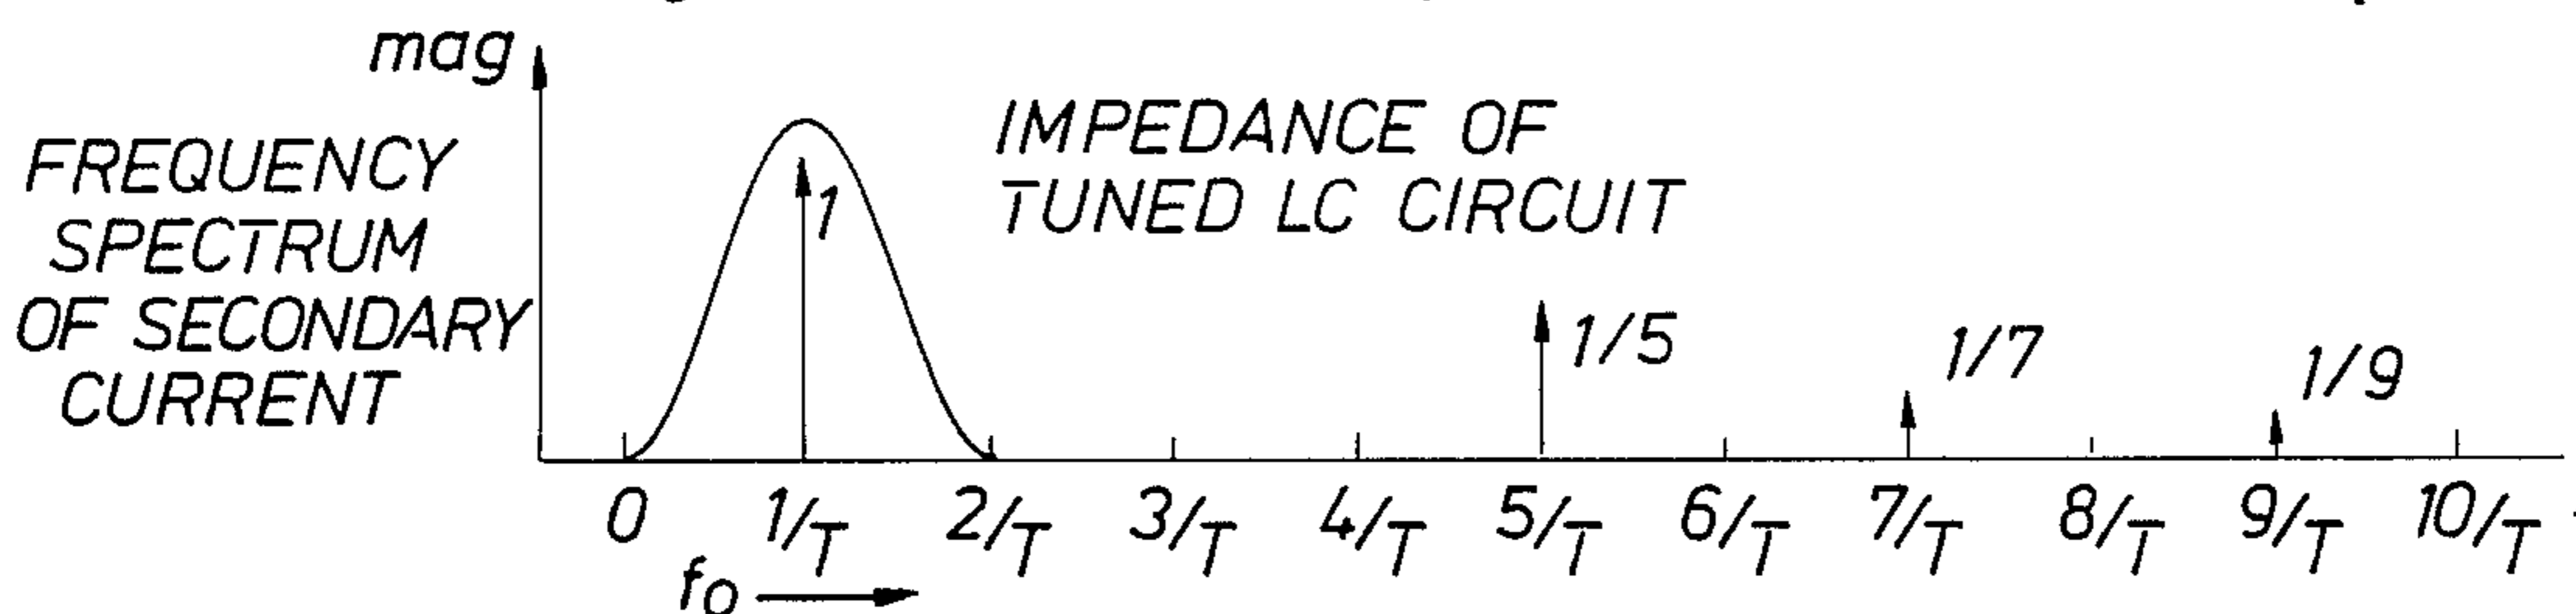 mag
FREQUENCY
SPECTRUM
OF SECONDARY
CURRENT
IMPEDANCE OF
TUNED LC CIRCUIT
1
1/5
1/7
1/9
0 1/T 2/T 3/T 4/T 5/T 6/T 7/T 8/T 9/T 10/T
fo